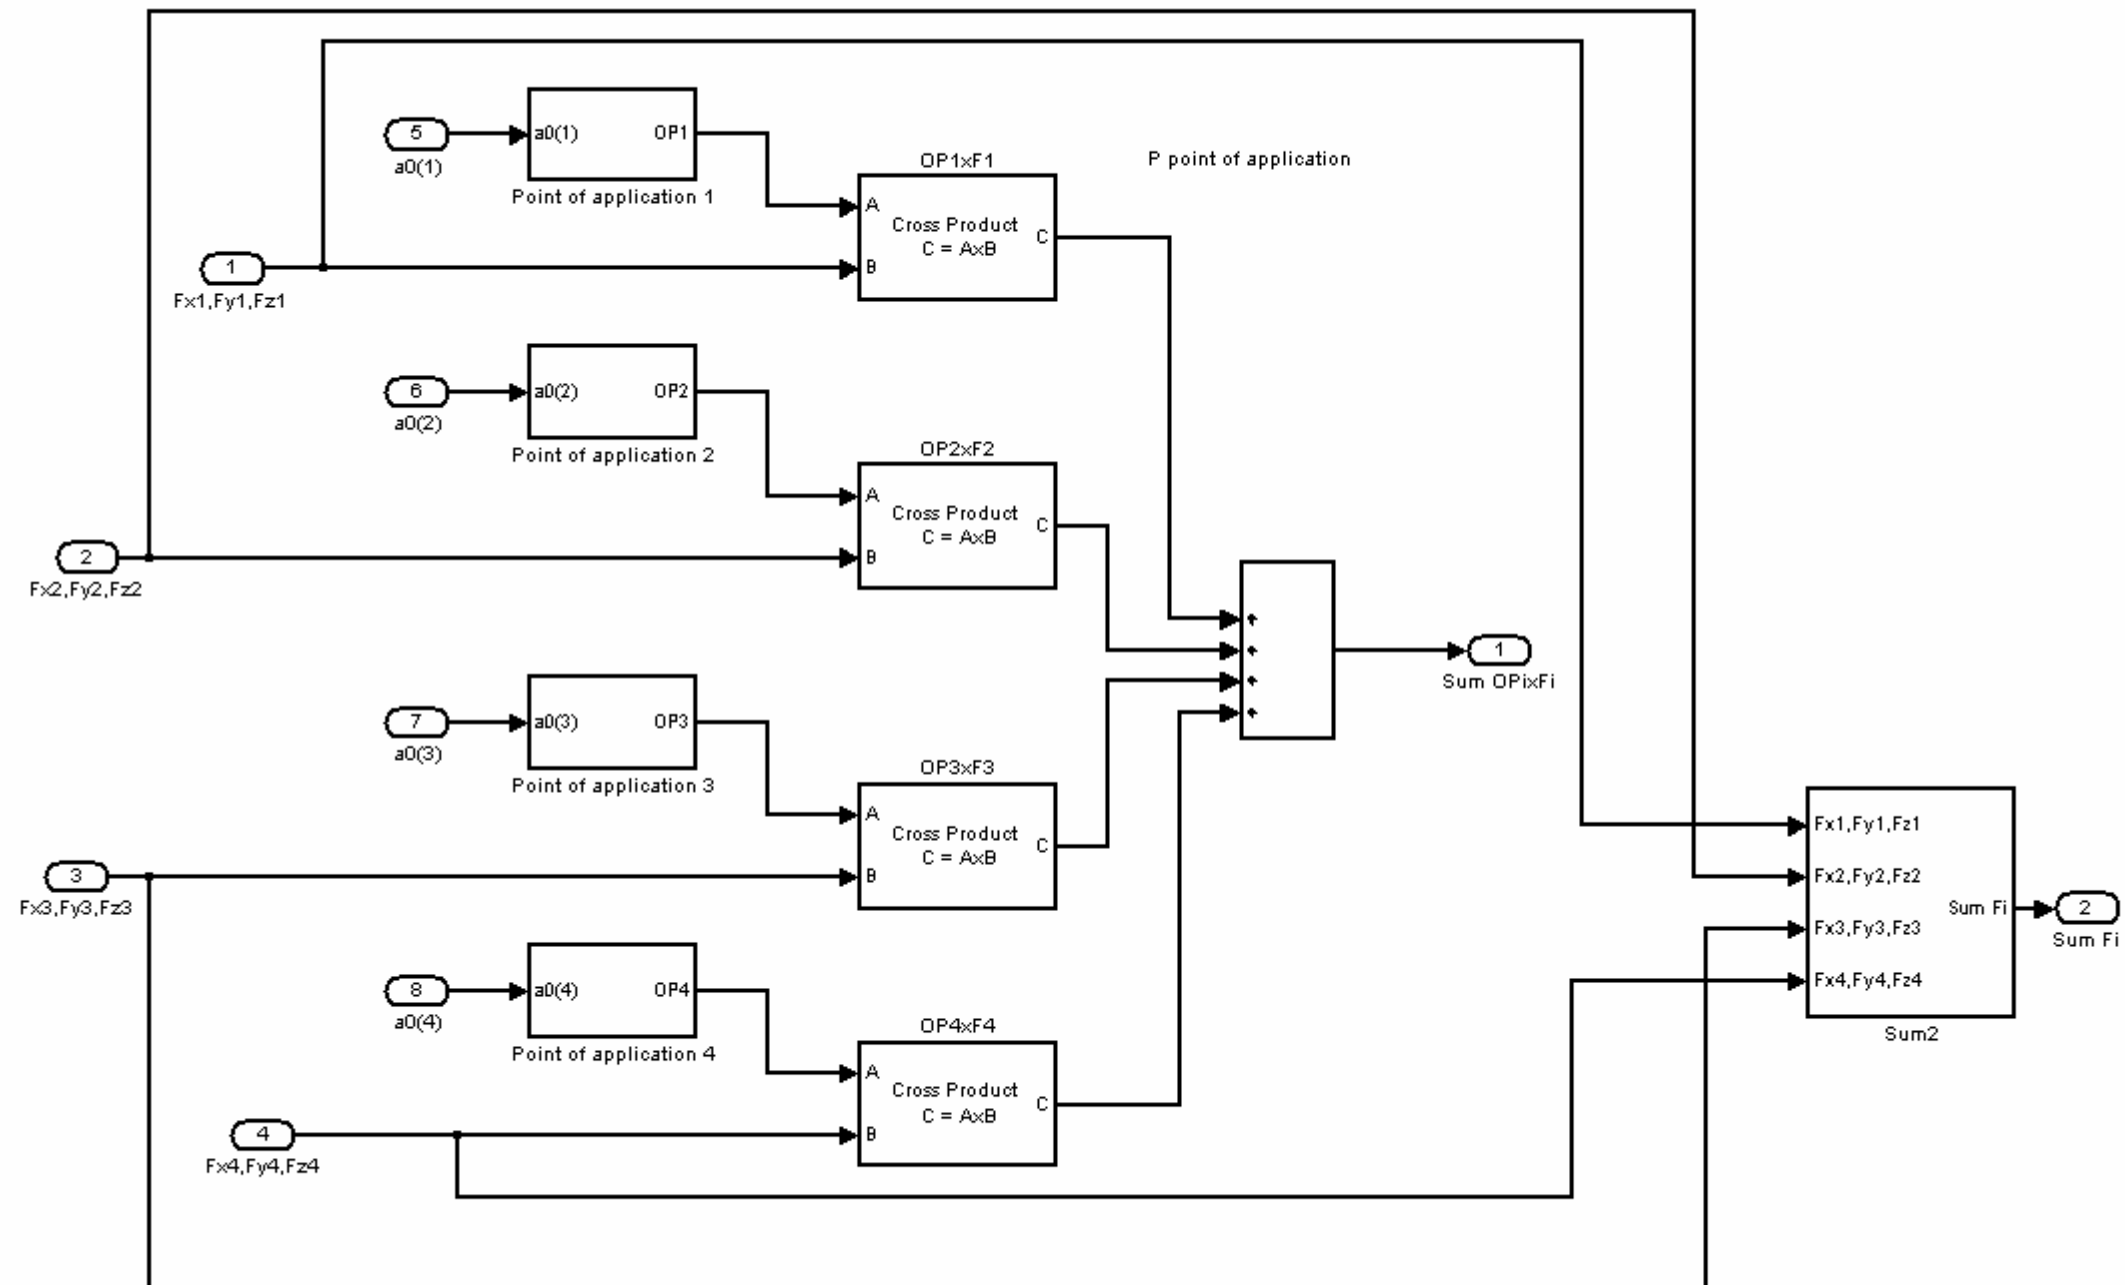 5
a0(1)
a0(1)
OP1
Point of application 1
OP1xF1
A
Cross Product
C = AxB
B
C
P point of application
1
Fx1,Fy1,Fz1
6
a0(2)
a0(2)
OP2
Point of application 2
OP2xF2
A
Cross Product
C = AxB
B
C
2
Fx2,Fy2,Fz2
1
Sum OPixFi
7
a0(3)
a0(3)
OP3
Point of application 3
OP3xF3
A
Cross Product
C = AxB
B
C
3
Fx3,Fy3,Fz3
Fx1,Fy1,Fz1
Fx2,Fy2,Fz2
Fx3,Fy3,Fz3
Fx4,Fy4,Fz4
Sum Fi
Sum2
2
Sum Fi
8
a0(4)
a0(4)
OP4
Point of application 4
OP4xF4
A
Cross Product
C = AxB
B
C
4
Fx4,Fy4,Fz4